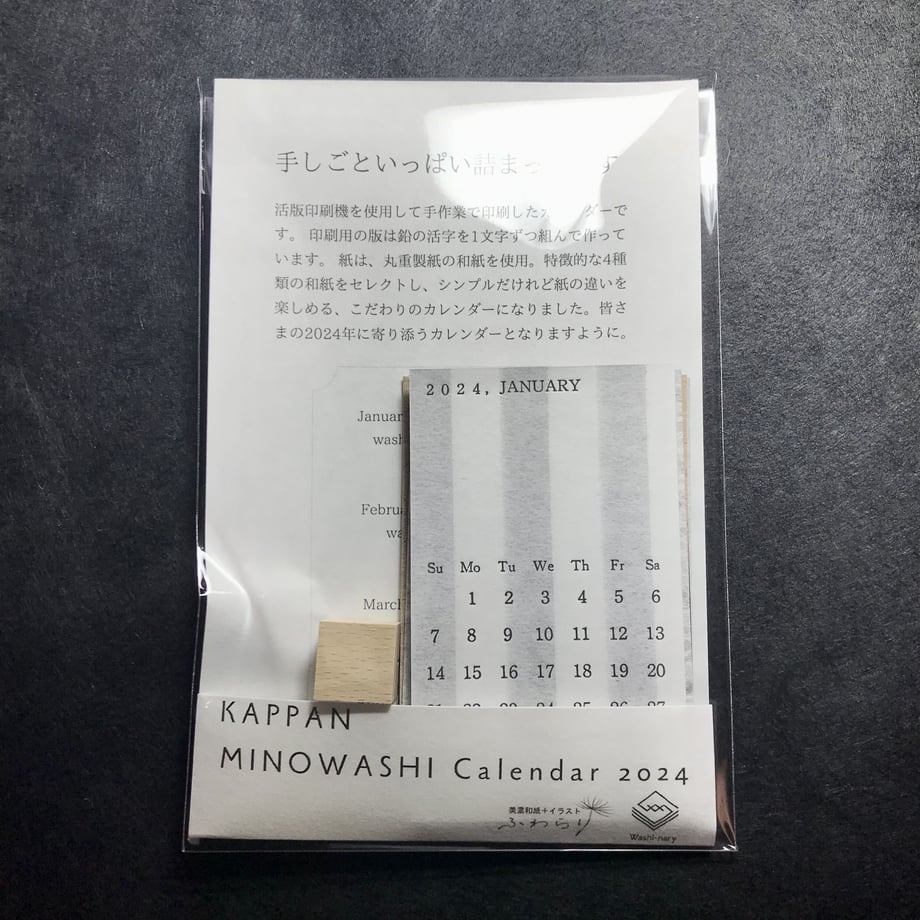 手しごといっぱい詰まっ
活版印刷機を使用して手作業で印刷したカレンダーで
す。 印刷用の版は鉛の活字を1文字ずつ組んで作って
います。 紙は、丸重製紙の和紙を使用。特徴的な4種
類の和紙をセレクトし、シンプルだけれど紙の違いを
楽しめる、こだわりのカレンダーになりました。皆さ
まの2024年に寄り添うカレンダーとなりますように。
2024, JANUARY
Su Mo Tu We Th Fr Sa
1 2 3 4 5 6
7 8 9 10 11 12 13
14 15 16 17 18 19 20
KAPPAN
MINOWASHI Calendar 2024
美濃和紙+イラスト
ふわらり
Washi-nary